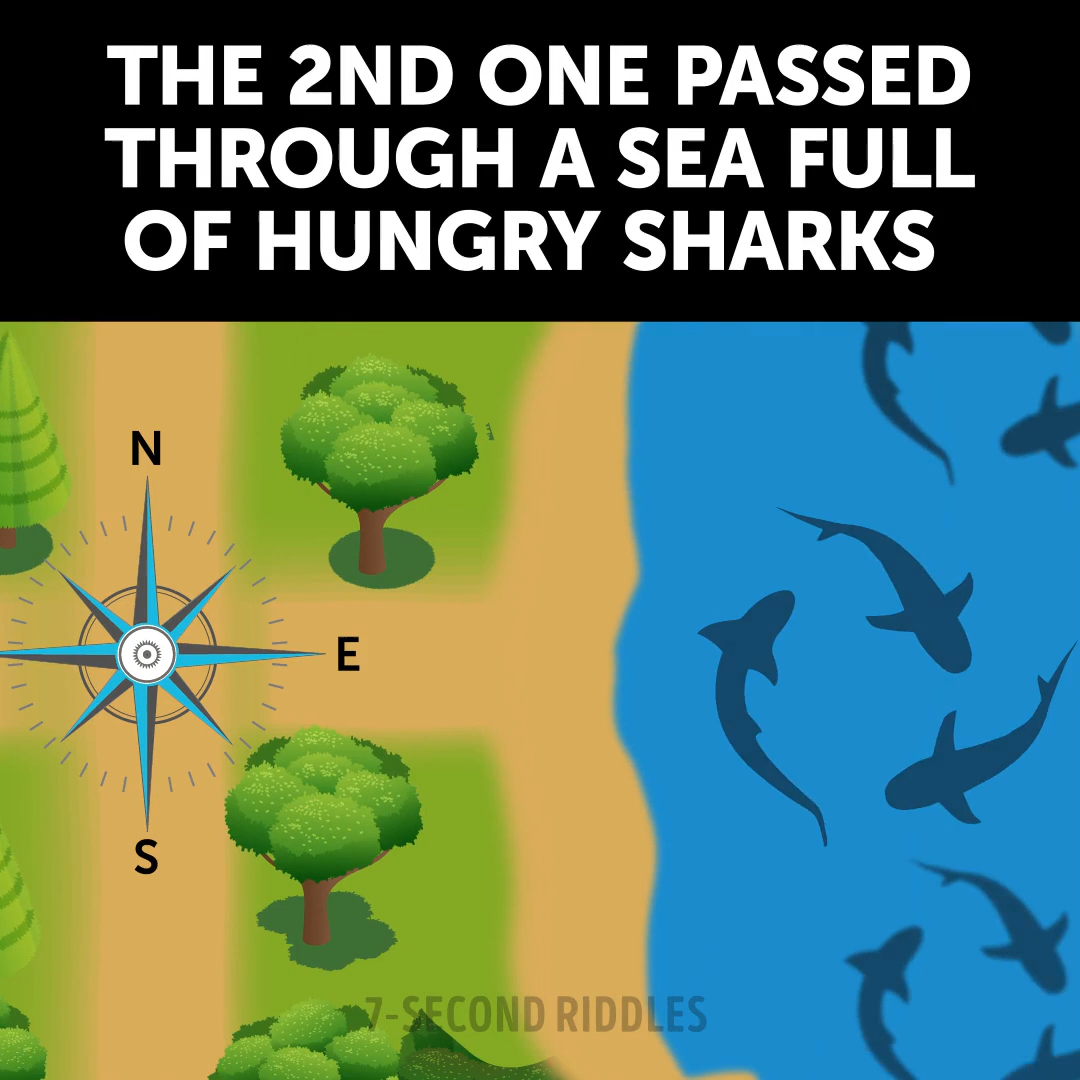 THE 2ND ONE PASSED
THROUGH A SEA FULL
OF HUNGRY SHARKS
N
E
S
7-SECOND RIDDLES